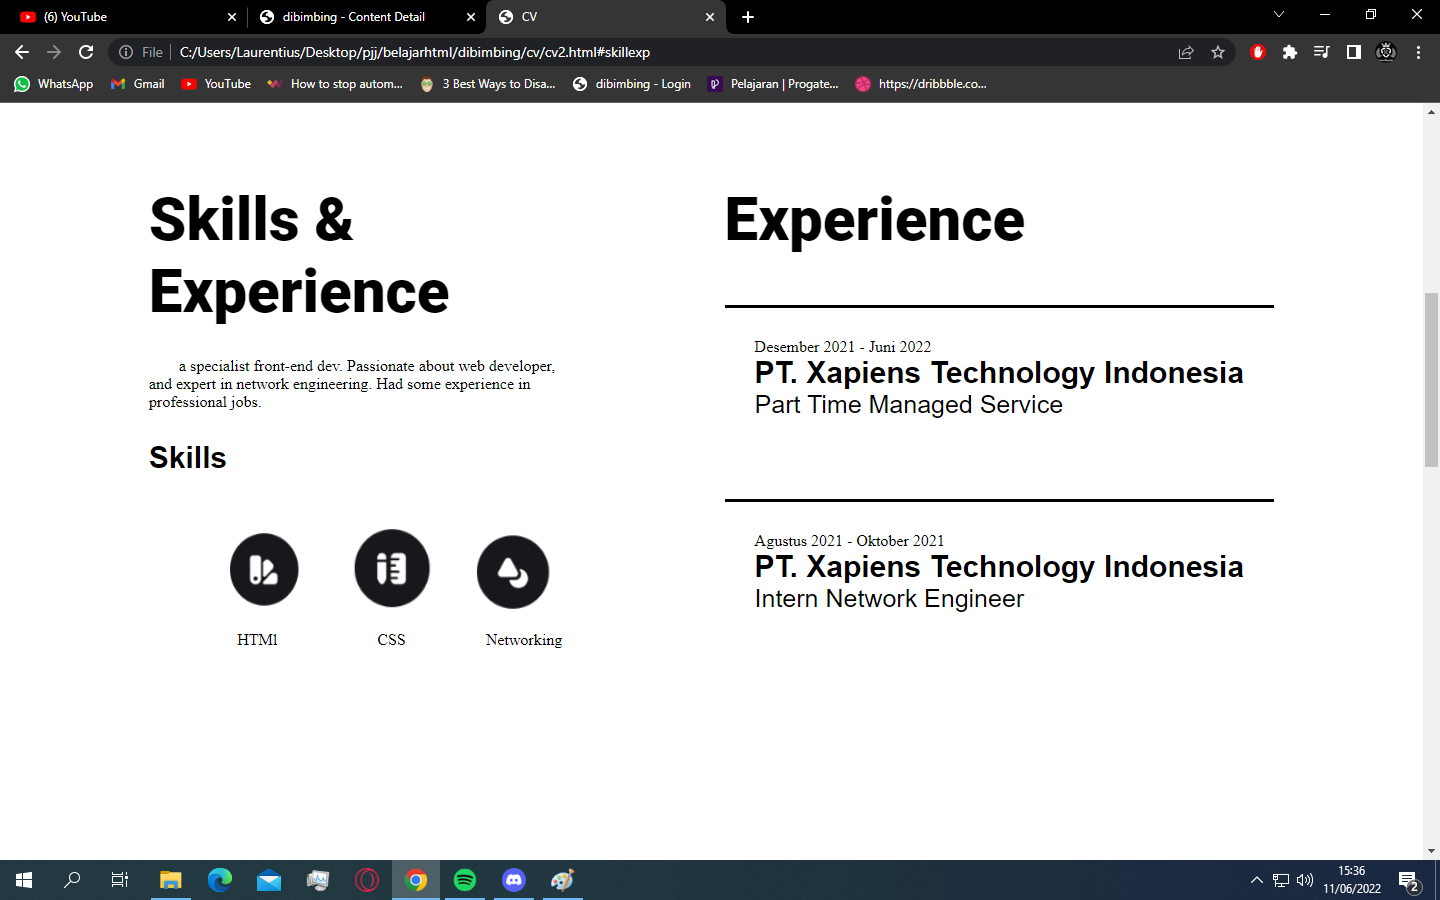 (6) YouTube
dibimbing - Content Detail
CV
File
C:/Users/Laurentius/Desktop/pjj/belajarhtml/dibimbing/cv/cv2.html#skillexp
WhatsApp
Gmail
YouTube
How to stop autom...
3 Best Ways to Disa...
dibimbing - Login
Pelajaran | Progate...
https://dribbble.co...
Skills &
Experience
a specialist front-end dev. Passionate about web developer,
and expert in network engineering. Had some experience in
professional jobs.
Skills
HTMl
CSS
Networking
Experience
Desember 2021 - Juni 2022
PT. Xapiens Technology Indonesia
Part Time Managed Service
Agustus 2021 - Oktober 2021
PT. Xapiens Technology Indonesia
Intern Network Engineer
15:36
11/06/2022
2